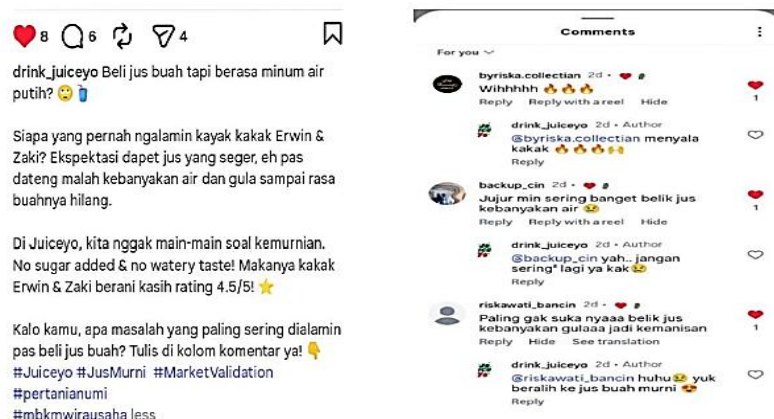 8 6 4
drink_juiceyo Beli jus buah tapi berasa minum air
putih? 🙄🥤
Siapa yang pernah ngalamin kayak kakak Erwin &
Zaki? Ekspektasi dapet jus yang seger, eh pas
dateng malah kebanyakan air dan gula sampai rasa
buahnya hilang.
Di Juiceyo, kita nggak main-main soal kemurnian.
No sugar added & no watery taste! Makanya kakak
Erwin & Zaki berani kasih rating 4.5/5! ⭐
Kalo kamu, apa masalah yang paling sering dialamin
pas beli jus buah? Tulis di kolom komentar ya! 👇
#Juiceyo #JusMurni #MarketValidation
#pertanianumi
#mbkmwirausaha less
Comments
For you
byriska.collectian 2d •
Wihhhhh 🔥🔥🔥
Reply Reply with a reel Hide
1
drink_juiceyo 2d • Author
@byriska.collectian menyala
kakak 🔥🔥🔥🙌
Reply
backup_cin 2d •
Jujur min sering banget belik jus
kebanyakan air 😢
Reply Reply with a reel Hide
1
drink_juiceyo 2d • Author
@backup_cin yah.. jangan
sering² lagi ya kak😢
Reply
riskawati_bancin 2d •
Paling gak suka nyaaa belik jus
kebanyakan gulaaa jadi kemanisan
Reply Hide See translation
1
drink_juiceyo 2d • Author
@riskawati_bancin huhu😢 yuk
beralih ke jus buah murni 😍
Reply